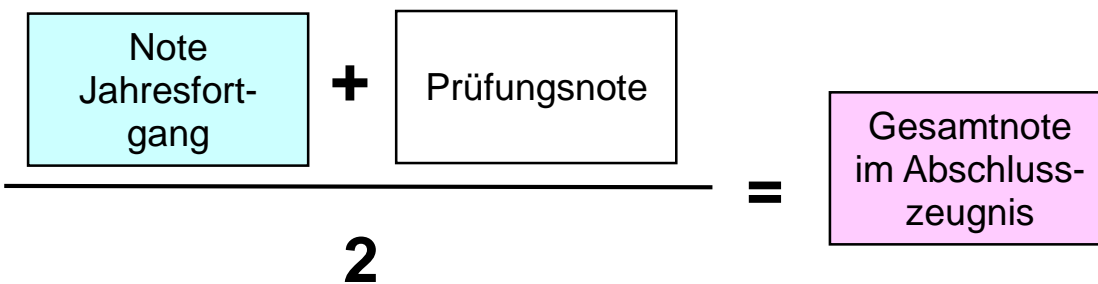 Note
Jahresfort-
gang
+
Prüfungsnote
=
Gesamtnote
im Abschluss-
zeugnis
2